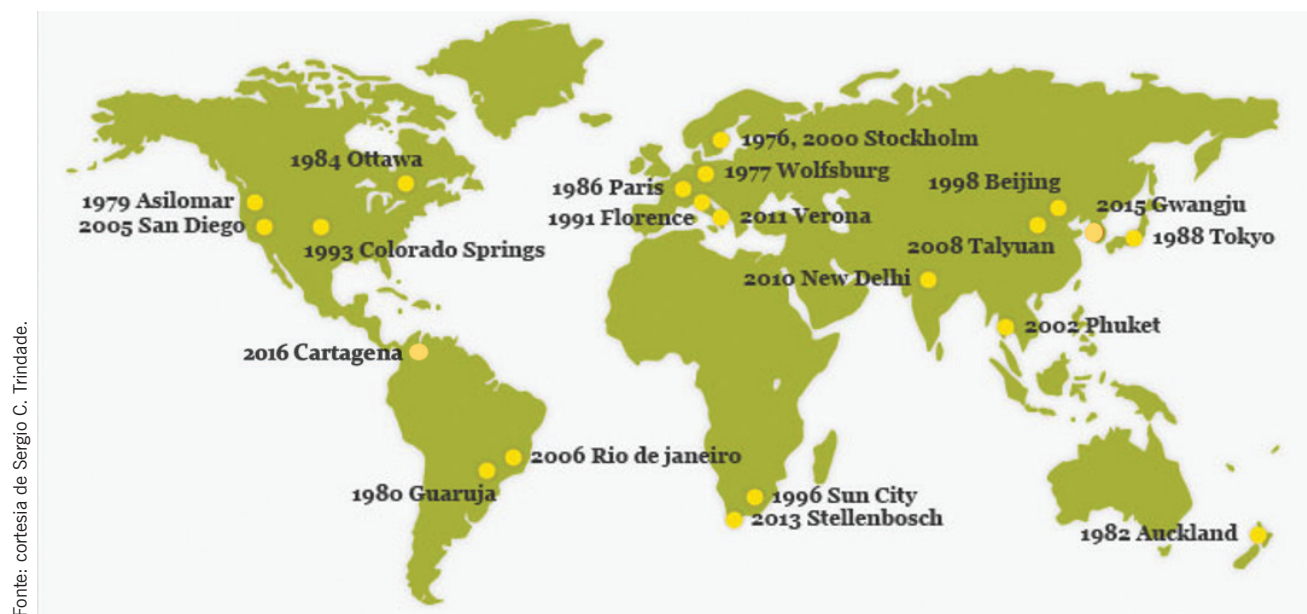 1976, 2000 Stockholm
1984 Ottawa
1977 Wolfsburg
1986 Paris
1998 Beijing
1979 Asilomar
2015 Gwangju
1991 Florence
2011 Verona
2005 San Diego
1988 Tokyo
2008 Talyuan
1993 Colorado Springs
2010 New Delhi
2002 Phuket
2016 Cartagena
2006 Rio de janeiro
1980 Guaruja
1996 Sun City
2013 Stellenbosch
1982 Auckland
Fonte: cortesia de Sergio C. Trindade.